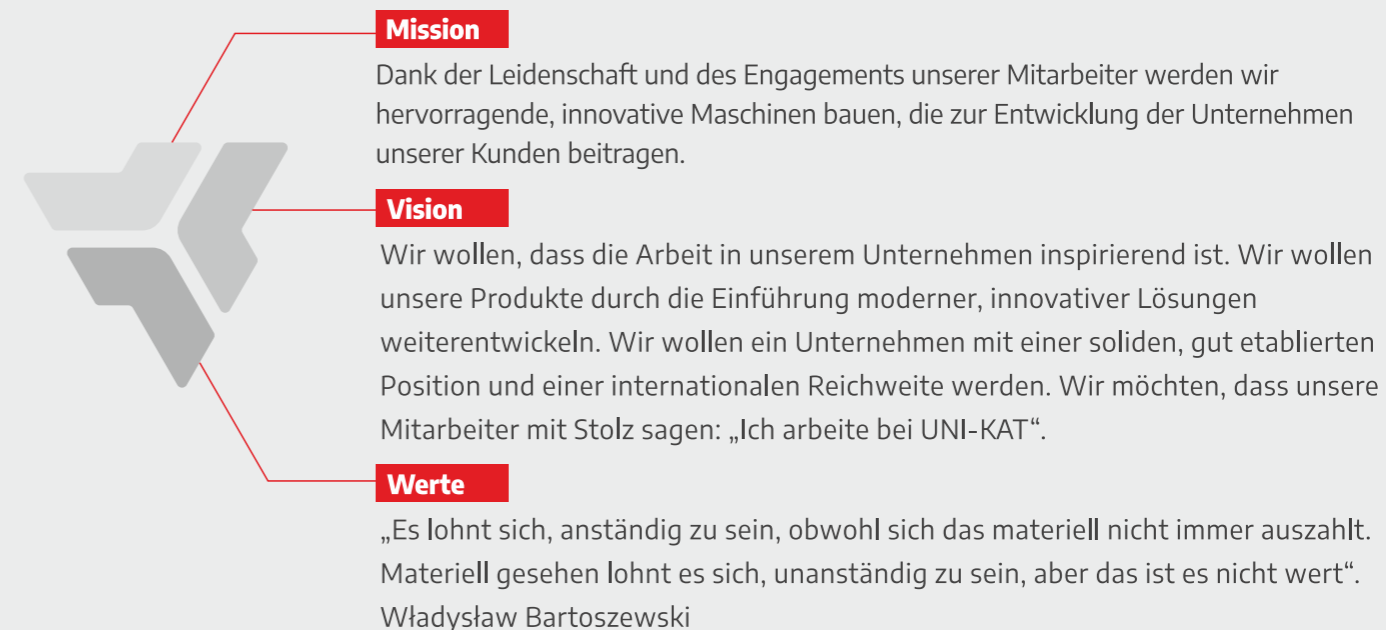 Mission
Dank der Leidenschaft und des Engagements unserer Mitarbeiter werden wir
hervorragende, innovative Maschinen bauen, die zur Entwicklung der Unternehmen
unserer Kunden beitragen.
Vision
Wir wollen, dass die Arbeit in unserem Unternehmen inspirierend ist. Wir wollen
unsere Produkte durch die Einführung moderner, innovativer Lösungen
weiterentwickeln. Wir wollen ein Unternehmen mit einer soliden, gut etablierten
Position und einer internationalen Reichweite werden. Wir möchten, dass unsere
Mitarbeiter mit Stolz sagen: „Ich arbeite bei UNI-KAT“.
Werte
„Es lohnt sich, anständig zu sein, obwohl sich das materiell nicht immer auszahlt.
Materiell gesehen lohnt es sich, unanständig zu sein, aber das ist es nicht wert“.
Władysław Bartoszewski